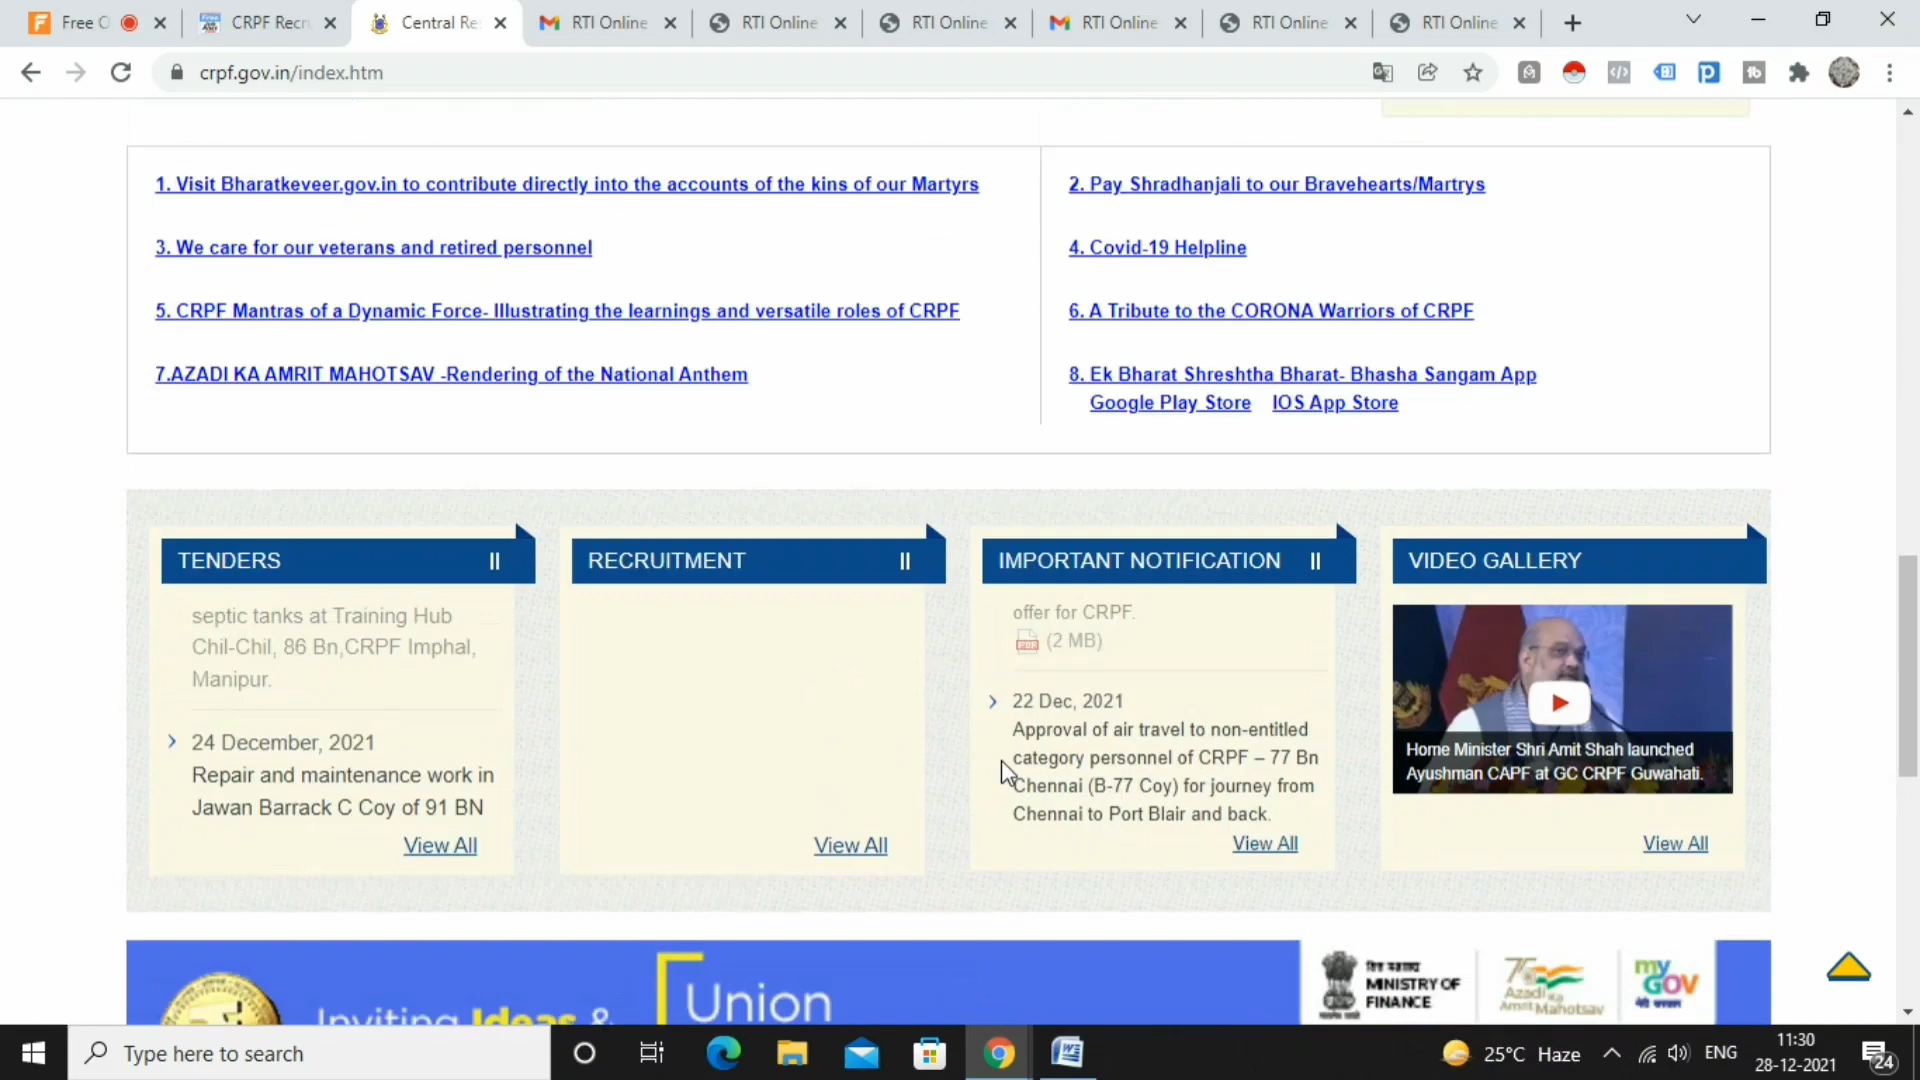 Free O
CRPF Recru
Central Re
RTI Online
RTI Online
RTI Online
RTI Online
RTI Online
RTI Online
crpf.gov.in/index.htm
1. Visit Bharatkeveer.gov.in to contribute directly into the accounts of the kins of our Martyrs
2. Pay Shradhanjali to our Bravehearts/Martrys
3. We care for our veterans and retired personnel
4. Covid-19 Helpline
5. CRPF Mantras of a Dynamic Force- Illustrating the learnings and versatile roles of CRPF
6. A Tribute to the CORONA Warriors of CRPF
7.AZADI KA AMRIT MAHOTSAV -Rendering of the National Anthem
8. Ek Bharat Shreshtha Bharat- Bhasha Sangam App
Google Play Store IOS App Store
TENDERS
septic tanks at Training Hub
Chil-Chil, 86 Bn,CRPF Imphal,
Manipur.
24 December, 2021
Repair and maintenance work in
Jawan Barrack C Coy of 91 BN
View All
RECRUITMENT
View All
IMPORTANT NOTIFICATION
offer for CRPF.
(2 MB)
22 Dec, 2021
Approval of air travel to non-entitled
category personnel of CRPF – 77 Bn
Chennai (B-77 Coy) for journey from
Chennai to Port Blair and back.
View All
VIDEO GALLERY
Home Minister Shri Amit Shah launched
Ayushman CAPF at GC CRPF Guwahati.
View All
Inviting Ideas &
Union
MINISTRY OF
FINANCE
Azadi Ka
Amrit Mahotsav
my
GOV
Type here to search
25°C Haze
ENG
11:30
28-12-2021
24